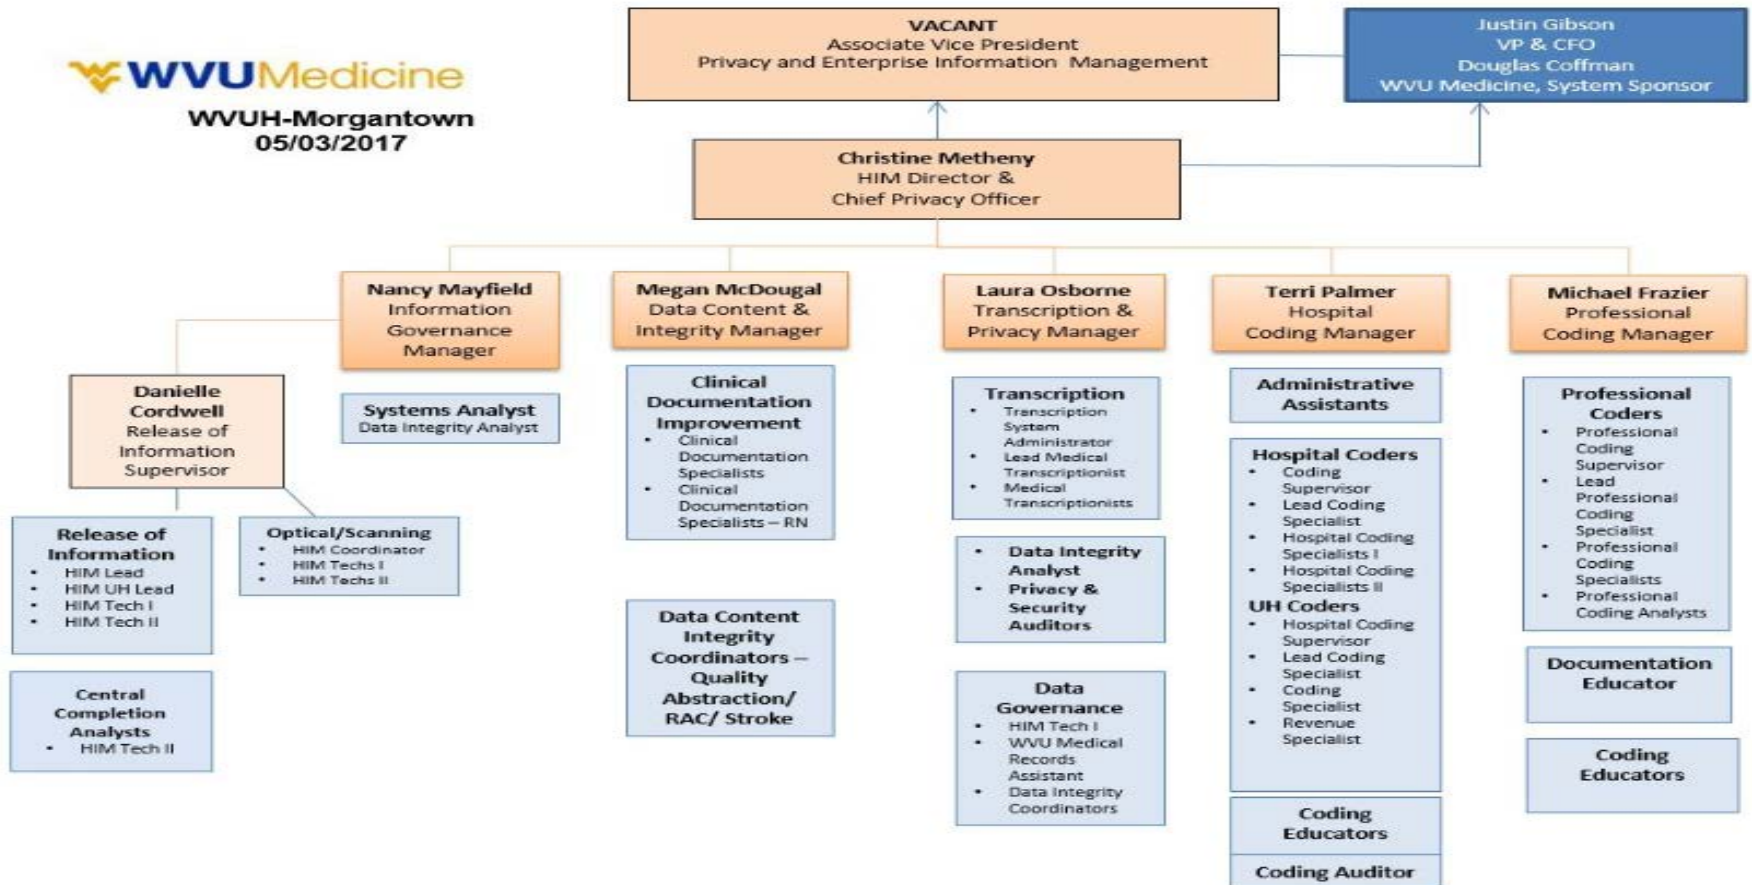 WVUMedicine
WVUH-Morgantown
05/03/2017
VACANT
Associate Vice President
Privacy and Enterprise Information Management
Justin Gibson
VP & CFO
Douglas Coffman
WVU Medicine, System Sponsor
Christine Metheny
HIM Director &
Chief Privacy Officer
Nancy Mayfield
Information
Governance
Manager
Megan McDougal
Data Content &
Integrity Manager
Laura Osborne
Transcription &
Privacy Manager
Terri Palmer
Hospital
Coding Manager
Michael Frazier
Professional
Coding Manager
Danielle
Cordwell
Release of
Information
Supervisor
Systems Analyst
Data Integrity Analyst
Release of
Information
• HIM Lead
• HIM UH Lead
• HIM Tech I
• HIM Tech II
Optical/Scanning
• HIM Coordinator
• HIM Techs I
• HIM Techs II
Central
Completion
Analysts
• HIM Tech II
Clinical
Documentation
Improvement
• Clinical
Documentation
Specialists
• Clinical
Documentation
Specialists – RN
Data Content
Integrity
Coordinators –
Quality
Abstraction/
RAC/ Stroke
Transcription
• Transcription
System
Administrator
• Lead Medical
Transcriptionist
• Medical
Transcriptionists
• Data Integrity
Analyst
• Privacy &
Security
Auditors
Data
Governance
• HIM Tech I
• WVU Medical
Records
Assistant
• Data Integrity
Coordinators
Administrative
Assistants
Hospital Coders
• Coding
Supervisor
• Lead Coding
Specialist
• Hospital Coding
Specialists I
• Hospital Coding
Specialists II
UH Coders
• Hospital Coding
Supervisor
• Lead Coding
Specialist
• Coding
Specialist
• Revenue
Specialist
Coding
Educators
Coding Auditor
Professional
Coders
• Professional
Coding
Supervisor
• Lead
Professional
Coding
Specialist
• Professional
Coding
Specialists
• Professional
Coding Analysts
Documentation
Educator
Coding
Educators